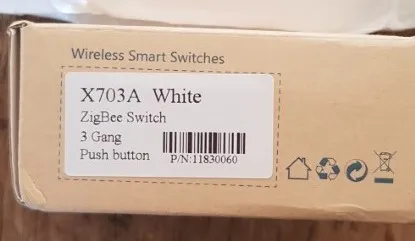 Wireless Smart Switches
X703A White
ZigBee Switch
3 Gang
Push button
P/N:11830060